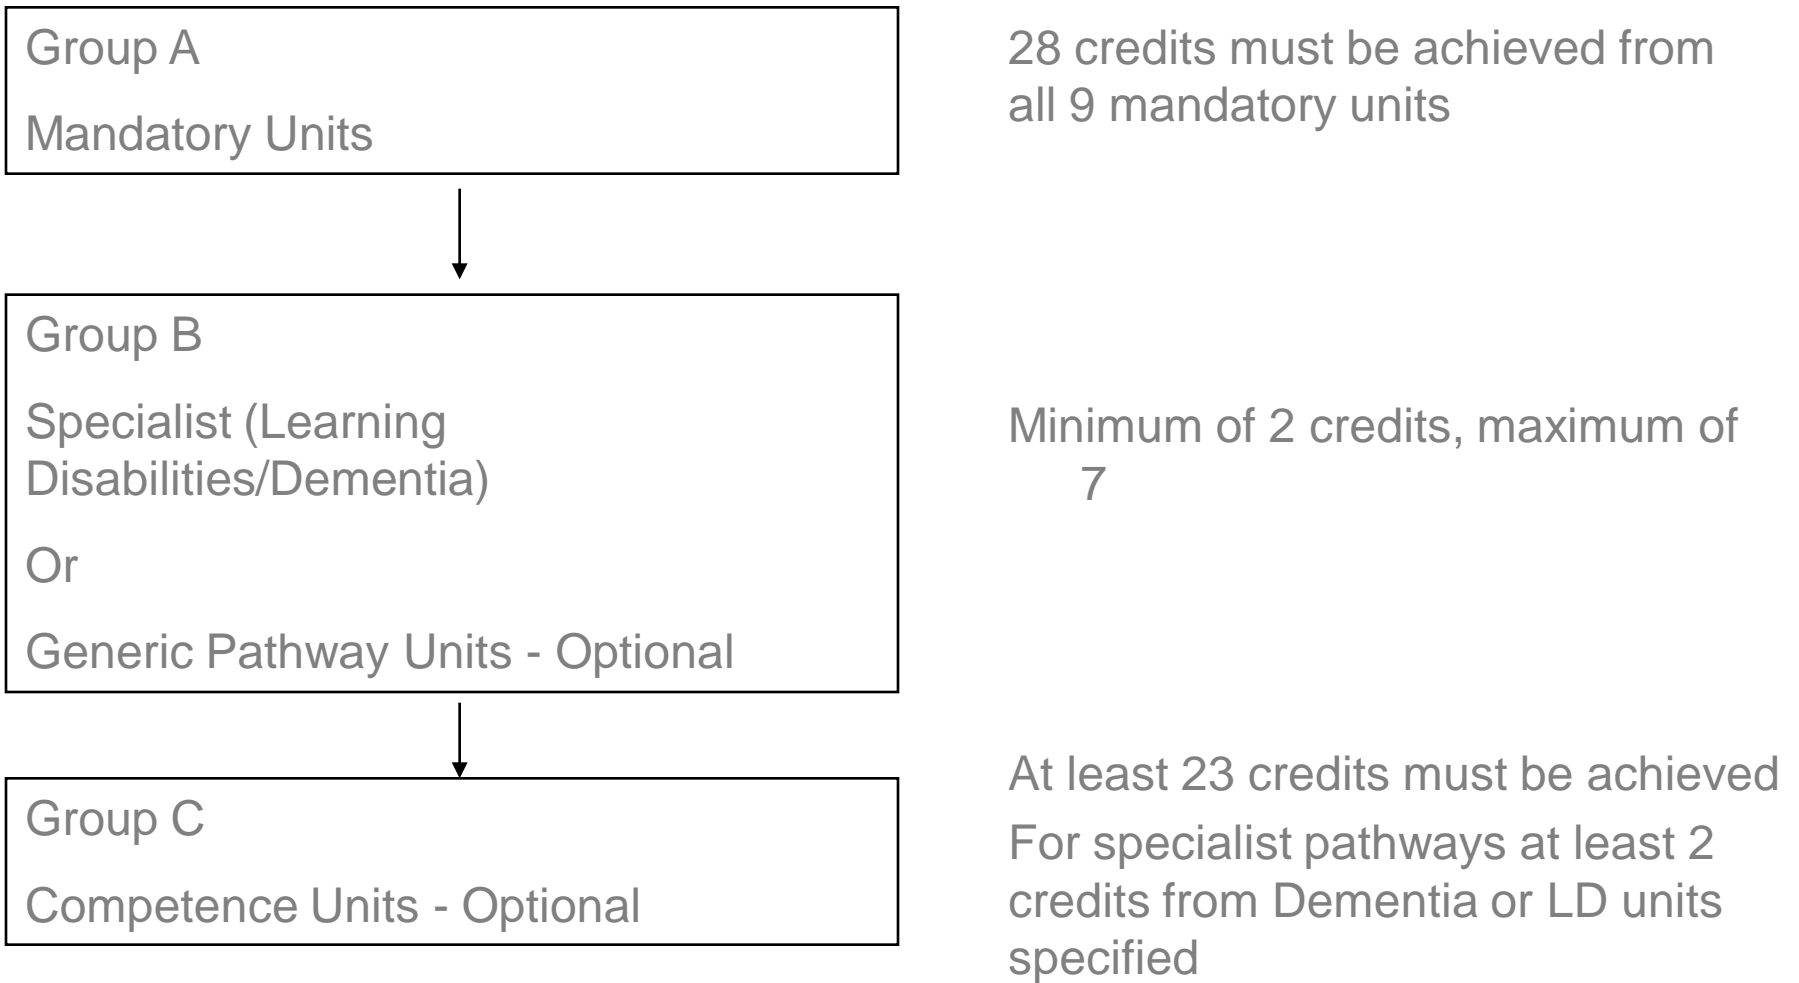 Group A
Mandatory Units
28 credits must be achieved from
all 9 mandatory units
Group B
Specialist (Learning
Disabilities/Dementia)
Or
Generic Pathway Units - Optional
Minimum of 2 credits, maximum of
7
Group C
Competence Units - Optional
At least 23 credits must be achieved
For specialist pathways at least 2
credits from Dementia or LD units
specified